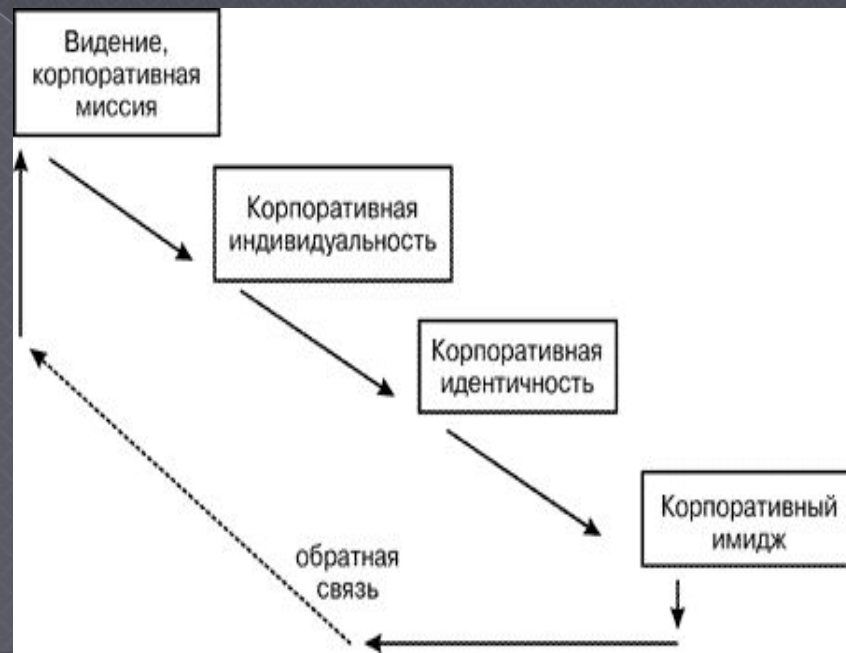 Видение,
корпоративная
миссия
Корпоративная
индивидуальность
Корпоративная
идентичность
Корпоративный
имидж
обратная
связь